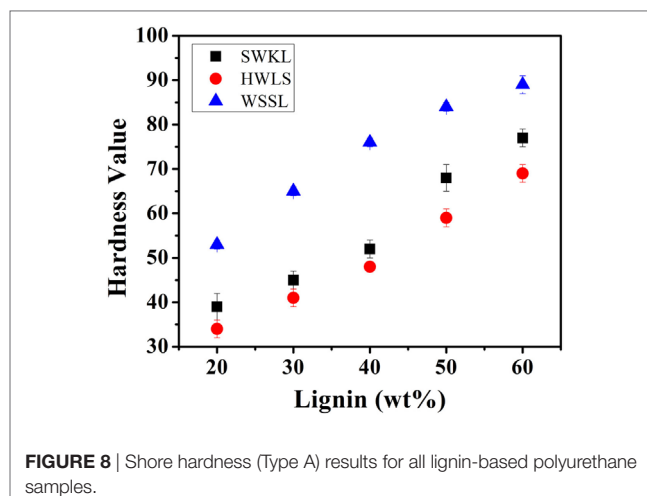 SWKL
HWLS
WSSL
100
90
80
70
60
50
40
30
Hardness Value
20 30 40 50 60
Lignin (wt%)
FIGURE 8 | Shore hardness (Type A) results for all lignin-based polyurethane
samples.